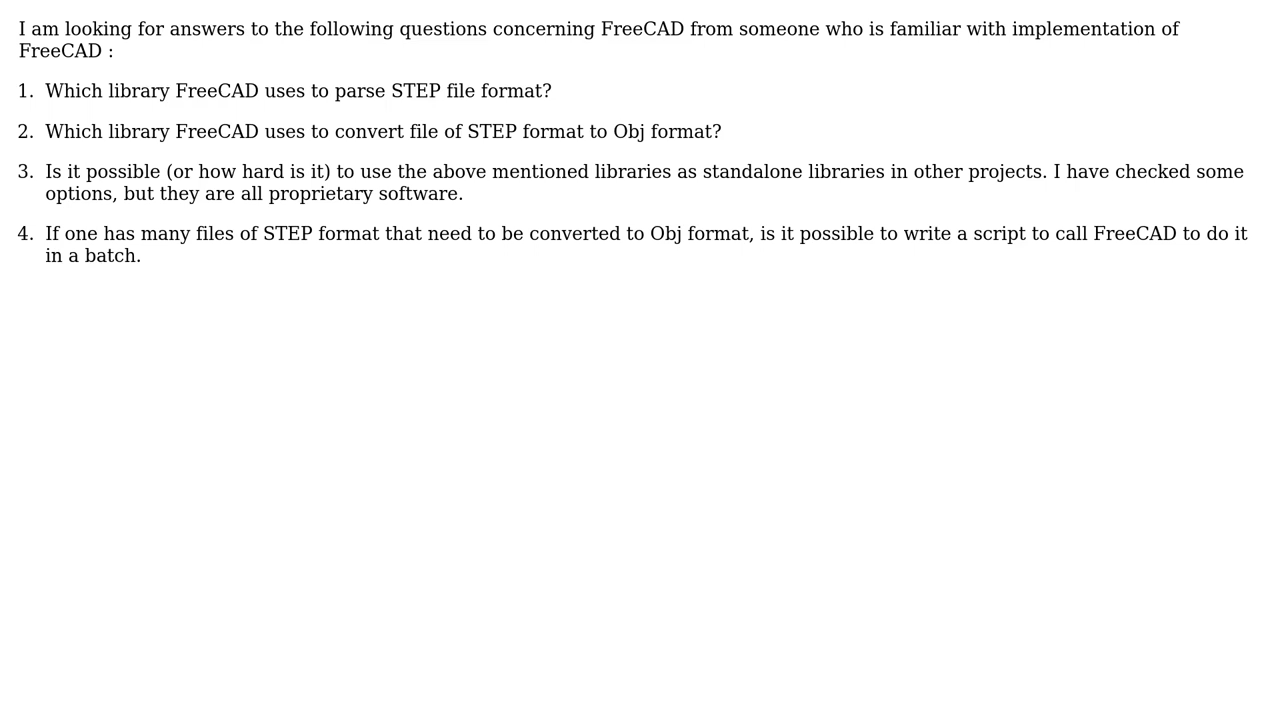 I am looking for answers to the following questions concerning FreeCAD from someone who is familiar with implementation of
FreeCAD :
1. Which library FreeCAD uses to parse STEP file format?
2. Which library FreeCAD uses to convert file of STEP format to Obj format?
3. Is it possible (or how hard is it) to use the above mentioned libraries as standalone libraries in other projects. I have checked some
options, but they are all proprietary software.
4. If one has many files of STEP format that need to be converted to Obj format, is it possible to write a script to call FreeCAD to do it
in a batch.